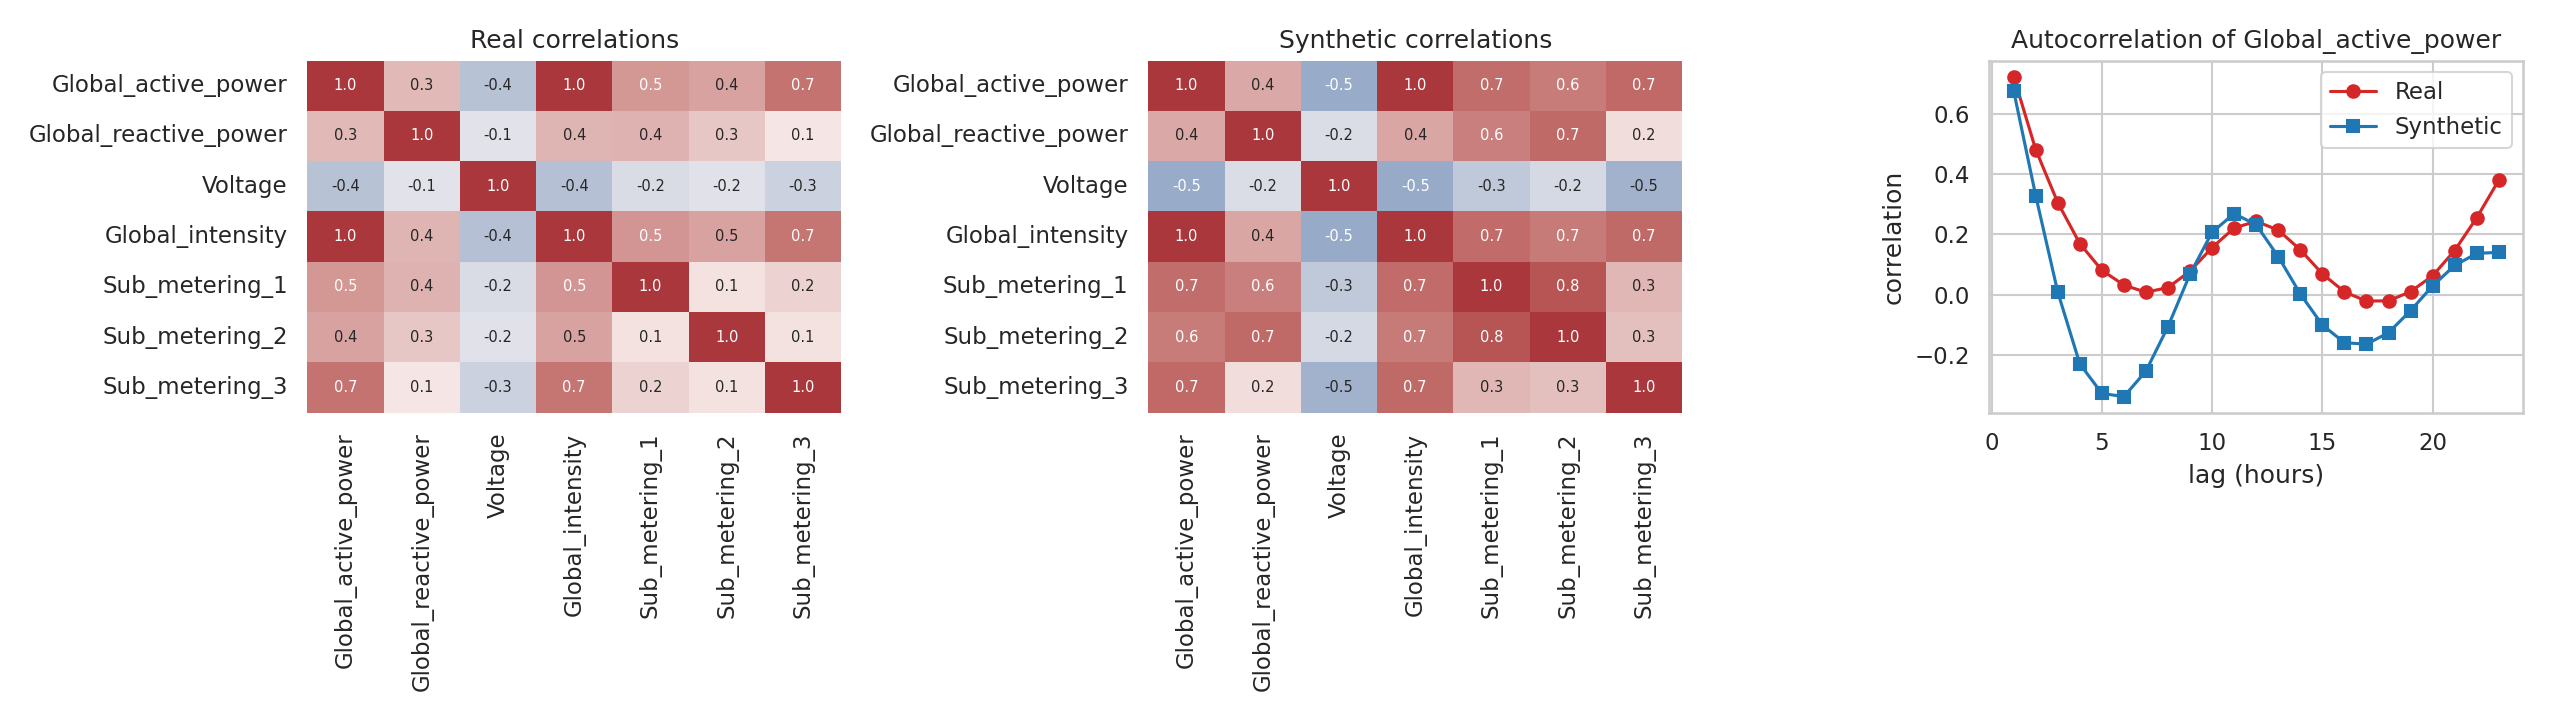 Real correlations
Global_active_power 1.0 0.3 -0.4 1.0 0.5 0.4 0.7
Global_reactive_power 0.3 1.0 -0.1 0.4 0.4 0.3 0.1
Voltage -0.4 -0.1 1.0 -0.4 -0.2 -0.2 -0.3
Global_intensity 1.0 0.4 -0.4 1.0 0.5 0.5 0.7
Sub_metering_1 0.5 0.4 -0.2 0.5 1.0 0.1 0.2
Sub_metering_2 0.4 0.3 -0.2 0.5 0.1 1.0 0.1
Sub_metering_3 0.7 0.1 -0.3 0.7 0.2 0.1 1.0
Global_active_power
Global_reactive_power
Voltage
Global_intensity
Sub_metering_1
Sub_metering_2
Sub_metering_3
Synthetic correlations
Global_active_power 1.0 0.4 -0.5 1.0 0.7 0.6 0.7
Global_reactive_power 0.4 1.0 -0.2 0.4 0.6 0.7 0.2
Voltage -0.5 -0.2 1.0 -0.5 -0.3 -0.2 -0.5
Global_intensity 1.0 0.4 -0.5 1.0 0.7 0.7 0.7
Sub_metering_1 0.7 0.6 -0.3 0.7 1.0 0.8 0.3
Sub_metering_2 0.6 0.7 -0.2 0.7 0.8 1.0 0.3
Sub_metering_3 0.7 0.2 -0.5 0.7 0.3 0.3 1.0
Global_active_power
Global_reactive_power
Voltage
Global_intensity
Sub_metering_1
Sub_metering_2
Sub_metering_3
Autocorrelation of Global_active_power
Real
Synthetic
correlation
0.6
0.4
0.2
0.0
−0.2
0 5 10 15 20
lag (hours)